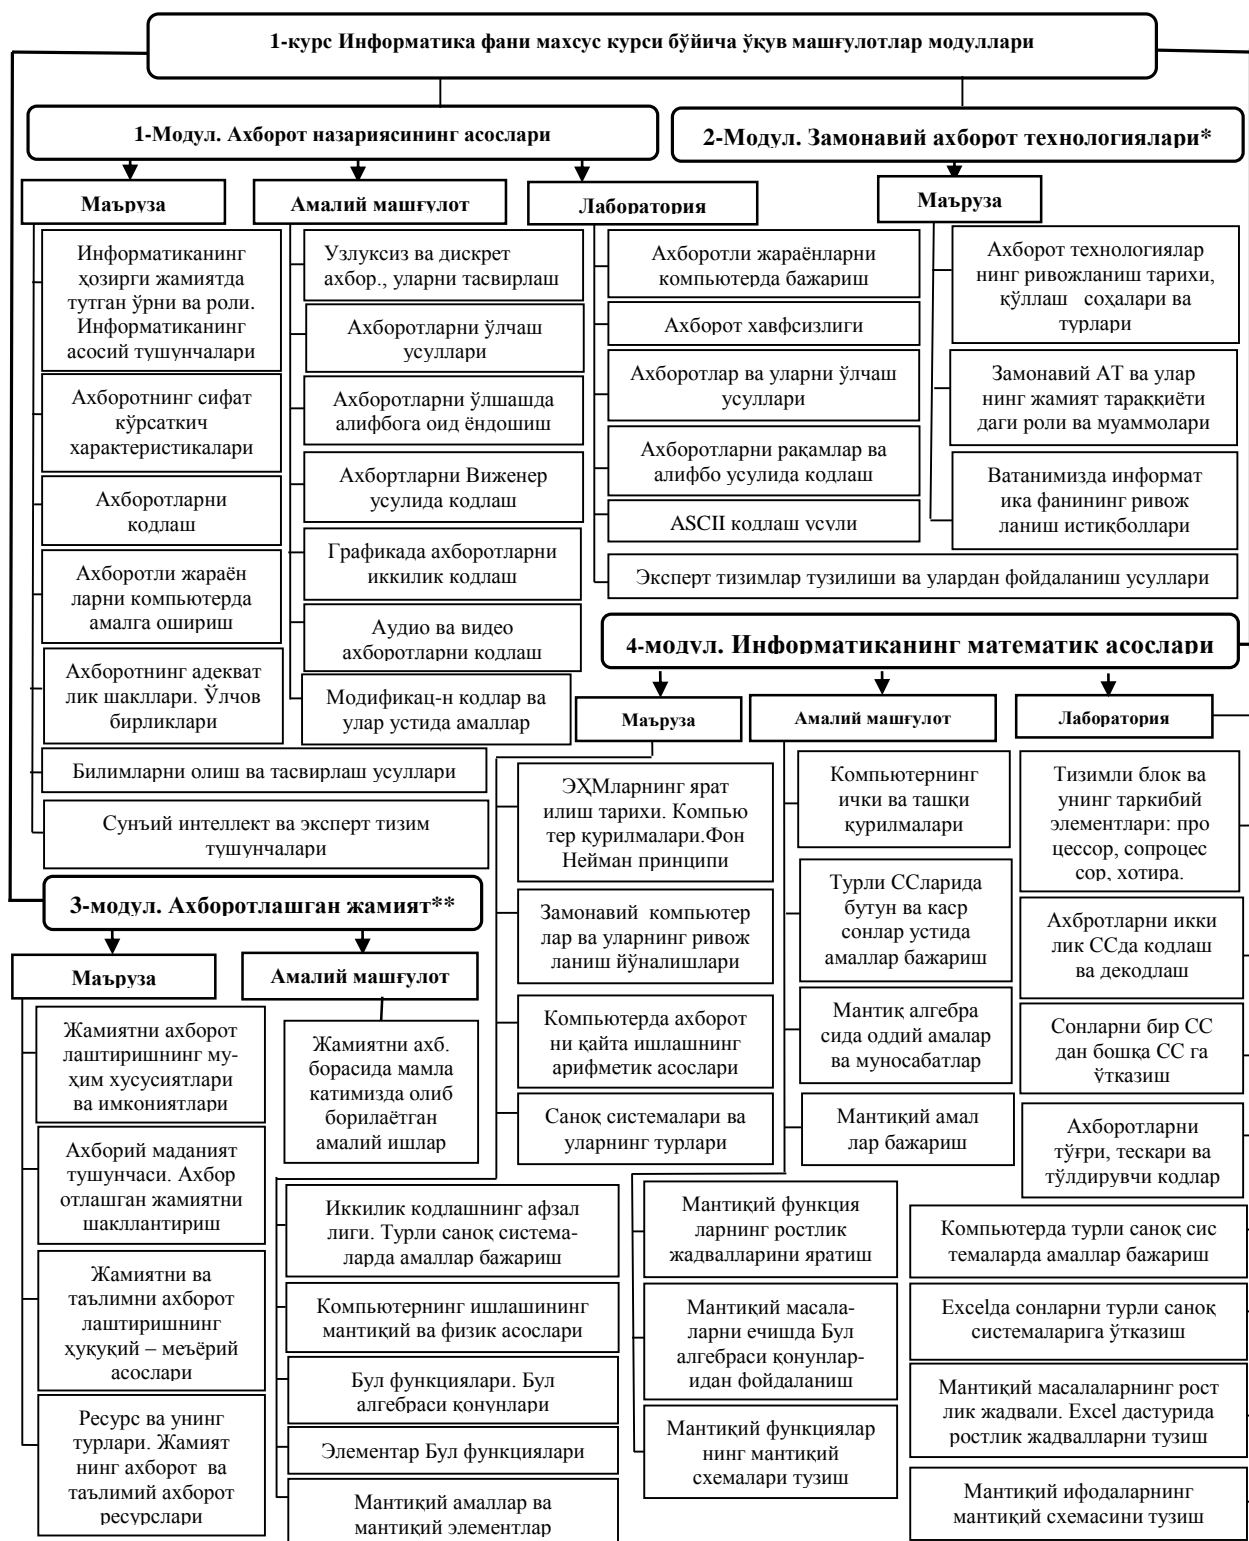 1-курс Информатика фани махсус курси бўйича ўқув машғулотлар модуллари
1-Модул. Ахборот назариясининг асослари
2-Модул. Замонавий ахборот технологиялари*
Маъруза
Амалий машғулот
Лаборатория
Маъруза
Информатиканинг
ҳозирги жамиятда
тутган ўрни ва роли.
Информатиканинг
асосий тушунчалари
Ахборотнинг сифат
кўрсаткич
характеристикалари
Ахборотларни
кодлаш
Ахборотли жараён
ларни компьютерда
амалга ошириш
Ахборотнинг адекват
лик шакллари. Ўлчов
бирликлари
Билимларни олиш ва тасвирлаш усуллари
Сунъий интеллект ва эксперт тизим
тушунчалари
Узлуксиз ва дискрет
ахбор., уларни тасвирлаш
Ахборотларни ўлчаш
усуллари
Ахборотларни ўлшашда
алифбога оид ёндошиш
Ахбортларни Виженер
усулида кодлаш
Графикада ахборотларни
иккилик кодлаш
Аудио ва видео
ахборотларни кодлаш
Модификац-н кодлар ва
улар устида амаллар
Ахборотли жараёнларни
компьютерда бажариш
Ахборот хавфсизлиги
Ахборотлар ва уларни ўлчаш
усуллари
Ахборотларни рақамлар ва
алифбо усулида кодлаш
ASCII кодлаш усули
Эксперт тизимлар тузилиши ва улардан фойдаланиш усуллари
Ахборот технологиялар
нинг ривожланиш тарихи,
қўллаш соҳалари ва
турлари
Замонавий АТ ва улар
нинг жамият тараққиёти
даги роли ва муаммолари
Ватанимизда информат
ика фанининг ривож
ланиш истиқболлари
4-модул. Информатиканинг математик асослари
Маъруза
Амалий машғулот
Лаборатория
ЭҲМларнинг ярат
илиш тарихи. Компью
тер қурилмалари.Фон
Нейман принципи
Замонавий компьютер
лар ва уларнинг ривож
ланиш йўналишлари
Компьютерда ахборот
ни қайта ишлашнинг
арифметик асослари
Саноқ системалари ва
уларнинг турлари
Компьютернинг
ички ва ташқи
қурилмалари
Турли ССларида
бутун ва каср
сонлар устида
амаллар бажариш
Мантиқ алгебра
сида оддий амалар
ва муносабатлар
Мантиқий амал
лар бажариш
Тизимли блок ва
унинг таркибий
элементлари: про
цессор, сопроцес
сор, хотира.
Ахбротларни икки
лик ССда кодлаш
ва декодлаш
Сонларни бир СС
дан бошқа СС га
ўтказиш
Ахборотларни
тўғри, тескари ва
тўлдирувчи кодлар
3-модул. Ахборотлашган жамият**
Маъруза
Амалий машғулот
Жамиятни ахборот
лаштиришнинг му-
ҳим хусусиятлари
ва имкониятлари
Ахборий маданият
тушунчаси. Ахбор
отлашган жамиятни
шакллантириш
Жамиятни ва
таълимни ахборот
лаштиришнинг
ҳуқуқий – меъёрий
асослари
Ресурс ва унинг
турлари. Жамият
нинг ахборот ва
таълимий ахборот
ресурслари
Жамиятни ахб.
борасида мамла
катимизда олиб
борилаётган
амалий ишлар
Иккилик кодлашнинг афзал
лиги. Турли саноқ система-
ларда амаллар бажариш
Компьютернинг ишлашининг
мантиқий ва физик асослари
Бул функциялари. Бул
алгебраси қонунлари
Элементар Бул функциялари
Мантиқий амаллар ва
мантиқий элементлар
Мантиқий функция
ларнинг ростлик
жадвалларини яратиш
Мантиқий масала-
ларни ечишда Бул
алгебраси қонунлар-
идан фойдаланиш
Мантиқий функциялар
нинг мантиқий
схемалари тузиш
Компьютерда турли саноқ сис
темаларда амаллар бажариш
Excelда сонларни турли саноқ
системаларига ўтказиш
Мантиқий масалаларнинг рост
лик жадвали. Excel дастурида
ростлик жадвалларни тузиш
Мантиқий ифодаларнинг
мантиқий схемасини тузиш